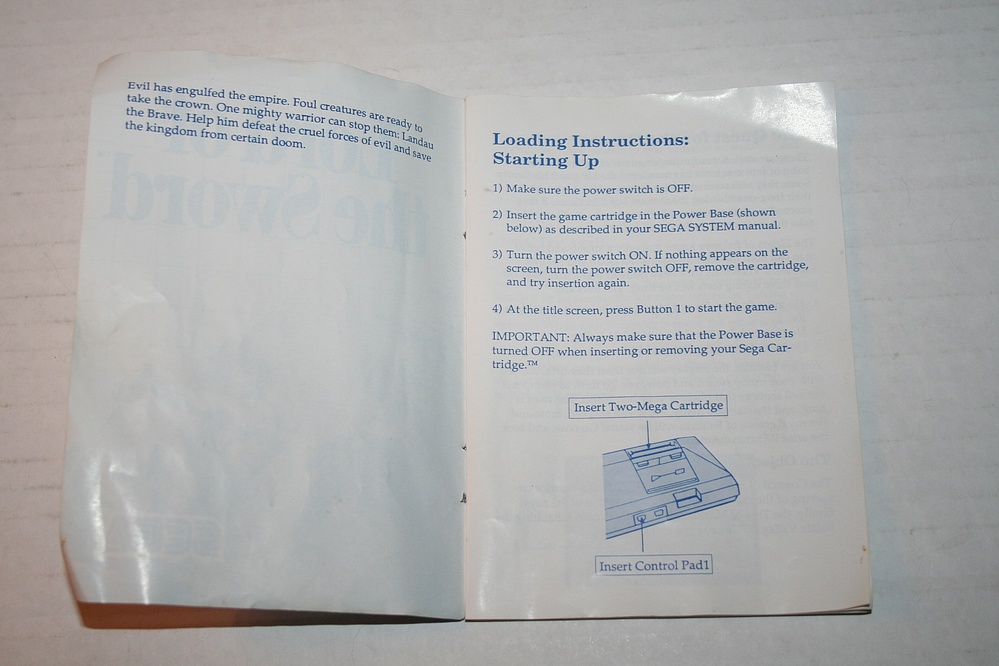 Evil has engulfed the empire. Foul creatures are ready to
take the crown. One mighty warrior can stop them: Landau
the Brave. Help him defeat the cruel forces of evil and save
the kingdom from certain doom.
the Sword
Loading Instructions:
Starting Up
1) Make sure the power switch is OFF.
2) Insert the game cartridge in the Power Base (shown
below) as described in your SEGA SYSTEM manual.
3) Turn the power switch ON. If nothing appears on the
screen, turn the power switch OFF, remove the cartridge,
and try insertion again.
4) At the title screen, press Button 1 to start the game.
IMPORTANT: Always make sure that the Power Base is
turned OFF when inserting or removing your Sega Car-
tridge.™
Insert Two-Mega Cartridge
Insert Control Pad1